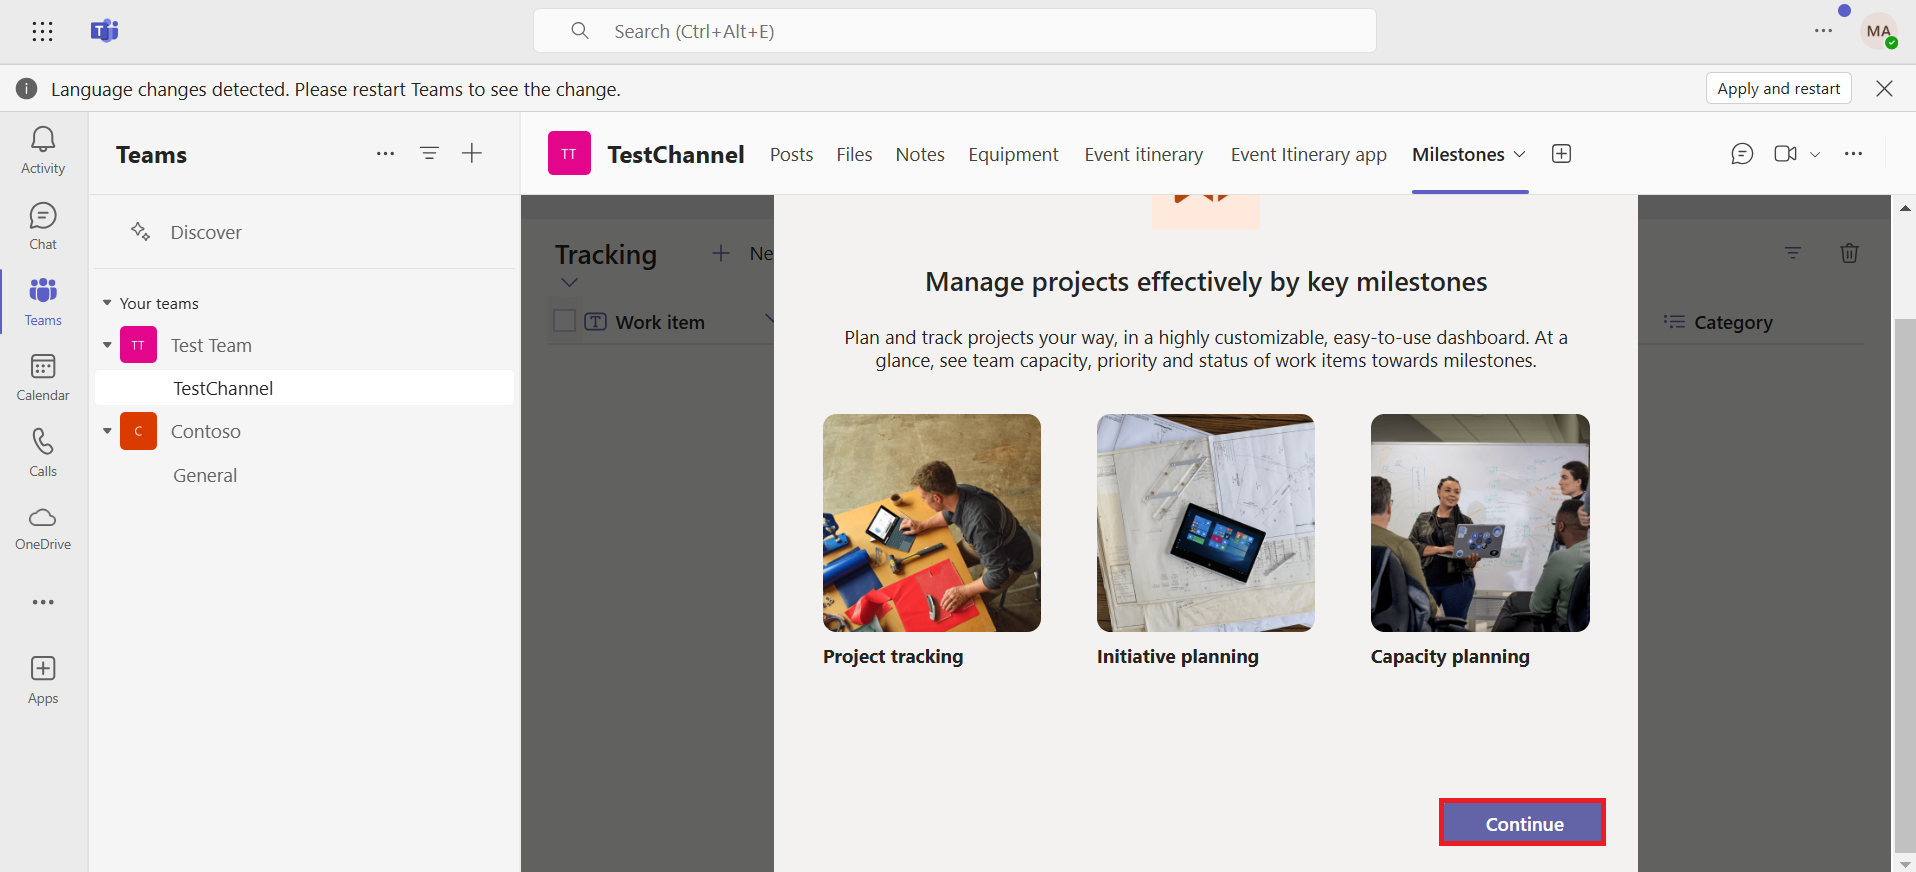 Search (Ctrl+Alt+E)
MA
Language changes detected. Please restart Teams to see the change.
Apply and restart
Activity
Chat
Teams
Calendar
Calls
OneDrive
Apps
Teams
Discover
Your teams
TT Test Team
TestChannel
C Contoso
General
TT TestChannel Posts Files Notes Equipment Event itinerary Event Itinerary app Milestones
Tracking
Ne
Work item
Category
Manage projects effectively by key milestones
Plan and track projects your way, in a highly customizable, easy-to-use dashboard. At a
glance, see team capacity, priority and status of work items towards milestones.
Project tracking
Initiative planning
Capacity planning
Continue